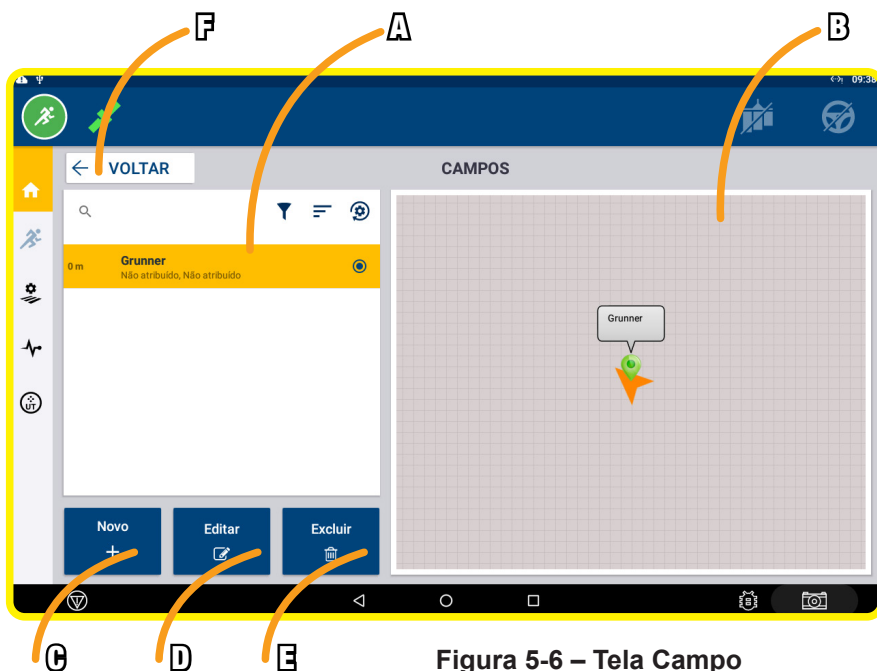 F A B
09:38
VOLTAR CAMPOS
0 m Grunner
Não atribuído, Não atribuído
Grunner
UT
Novo Editar Excluir
C D E
Figura 5-6 – Tela Campo